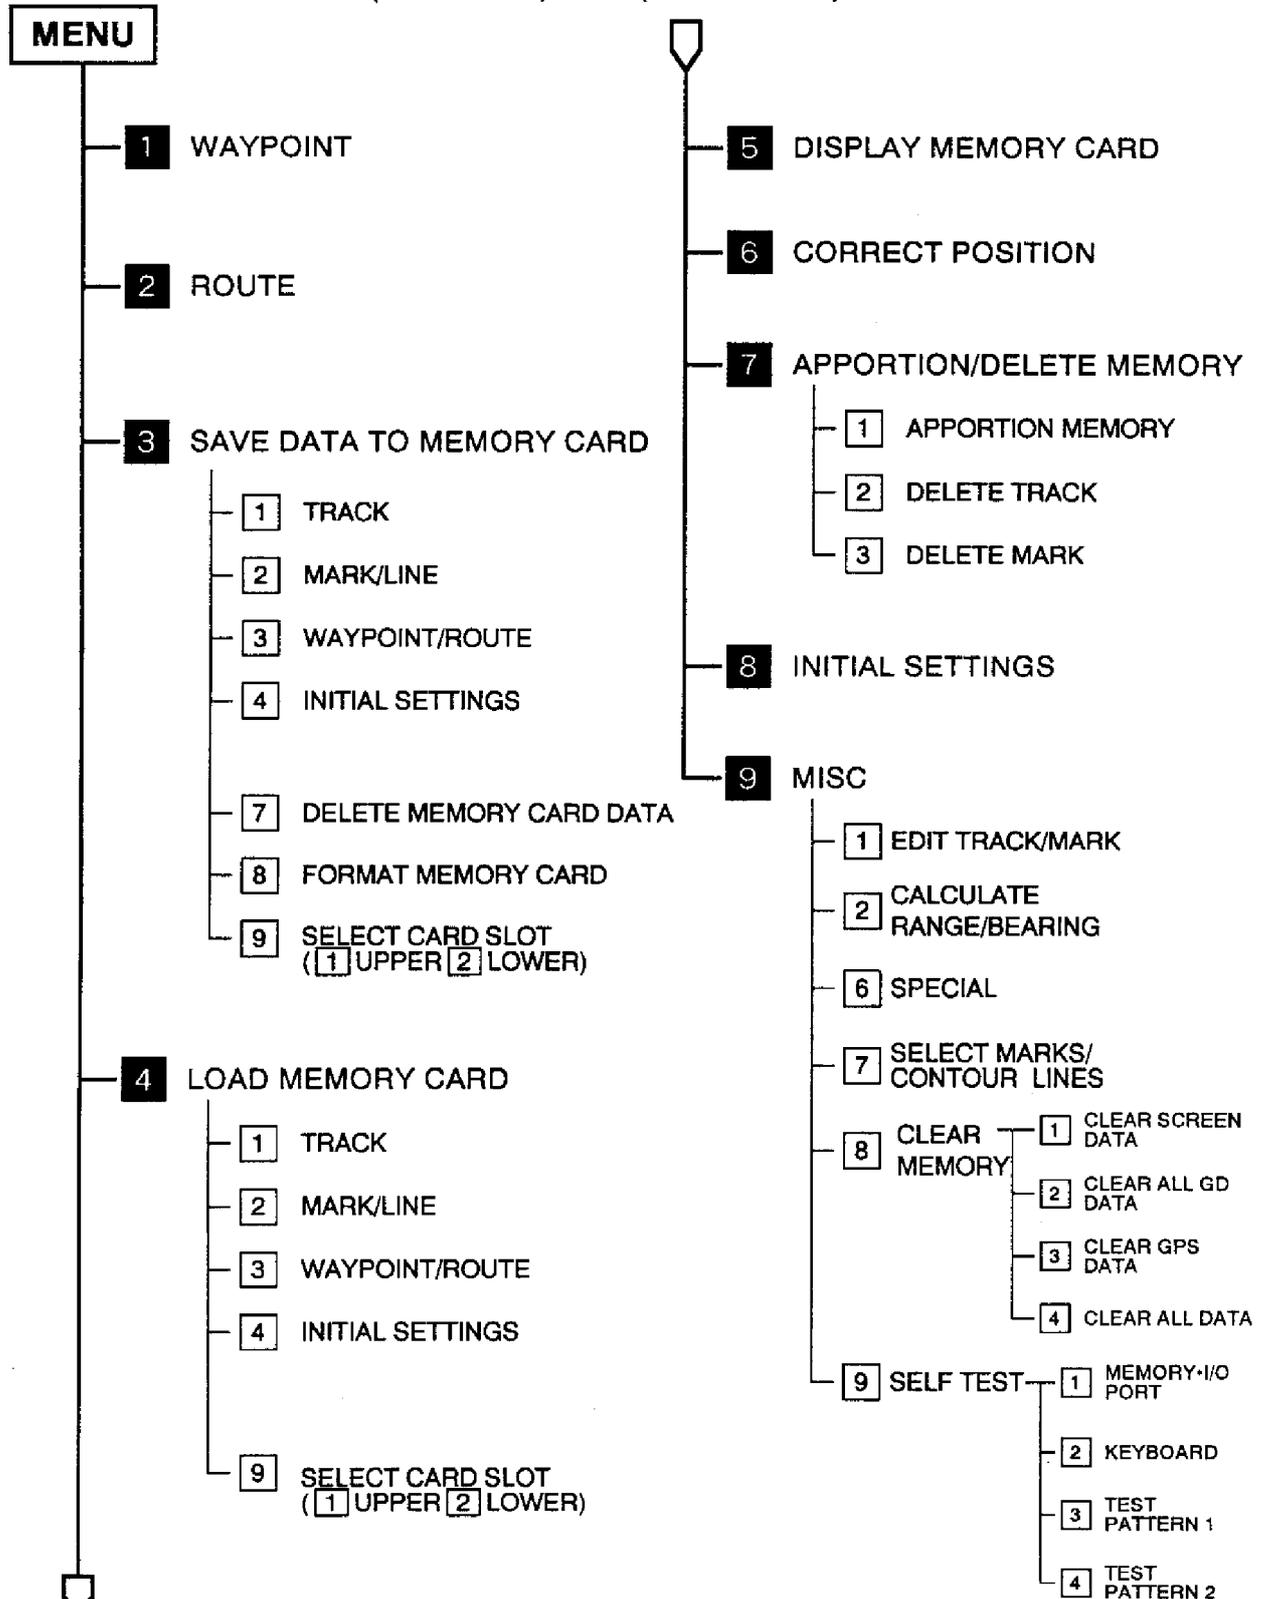 MENU
1 WAYPOINT
2 ROUTE
3 SAVE DATA TO MEMORY CARD
1 TRACK
2 MARK/LINE
3 WAYPOINT/ROUTE
4 INITIAL SETTINGS
7 DELETE MEMORY CARD DATA
8 FORMAT MEMORY CARD
9 SELECT CARD SLOT
(1 UPPER 2 LOWER)
4 LOAD MEMORY CARD
1 TRACK
2 MARK/LINE
3 WAYPOINT/ROUTE
4 INITIAL SETTINGS
9 SELECT CARD SLOT
(1 UPPER 2 LOWER)
5 DISPLAY MEMORY CARD
6 CORRECT POSITION
7 APPORTION/DELETE MEMORY
1 APPORTION MEMORY
2 DELETE TRACK
3 DELETE MARK
8 INITIAL SETTINGS
9 MISC
1 EDIT TRACK/MARK
2 CALCULATE
RANGE/BEARING
6 SPECIAL
7 SELECT MARKS/
CONTOUR LINES
8 CLEAR
MEMORY
1 CLEAR SCREEN
DATA
2 CLEAR ALL GD
DATA
3 CLEAR GPS
DATA
4 CLEAR ALL DATA
9 SELF TEST
1 MEMORY•I/O
PORT
2 KEYBOARD
3 TEST
PATTERN 1
4 TEST
PATTERN 2